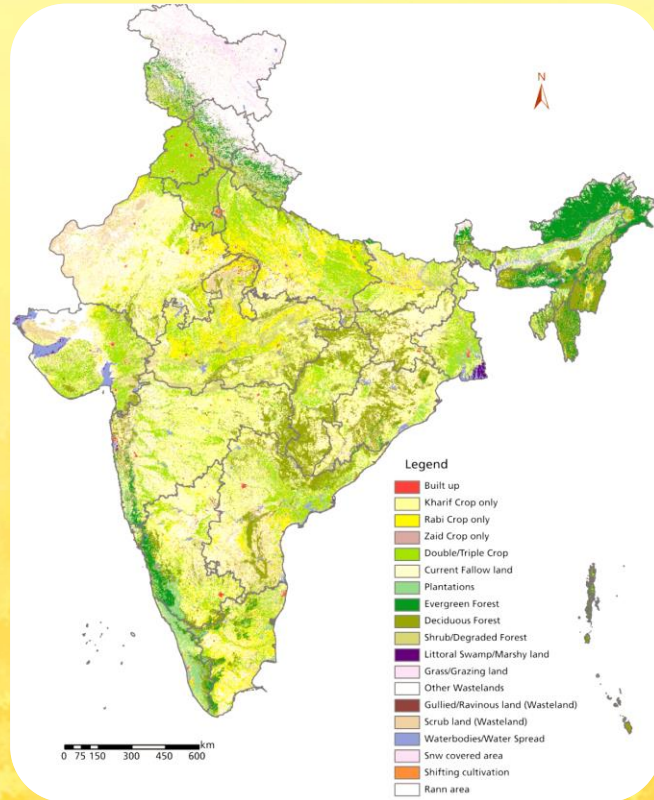 N
Legend
Built up
Kharif Crop only
Rabi Crop only
Zaid Crop only
Double/Triple Crop
Current Fallow land
Plantations
Evergreen Forest
Deciduous Forest
Shrub/Degraded Forest
Littoral Swamp/Marshy land
Grass/Grazing land
Other Wastelands
Gullied/Ravinous land (Wasteland)
Scrub land (Wasteland)
Waterbodies/Water Spread
Snw covered area
Shifting cultivation
Rann area
km
0 75 150 300 450 600